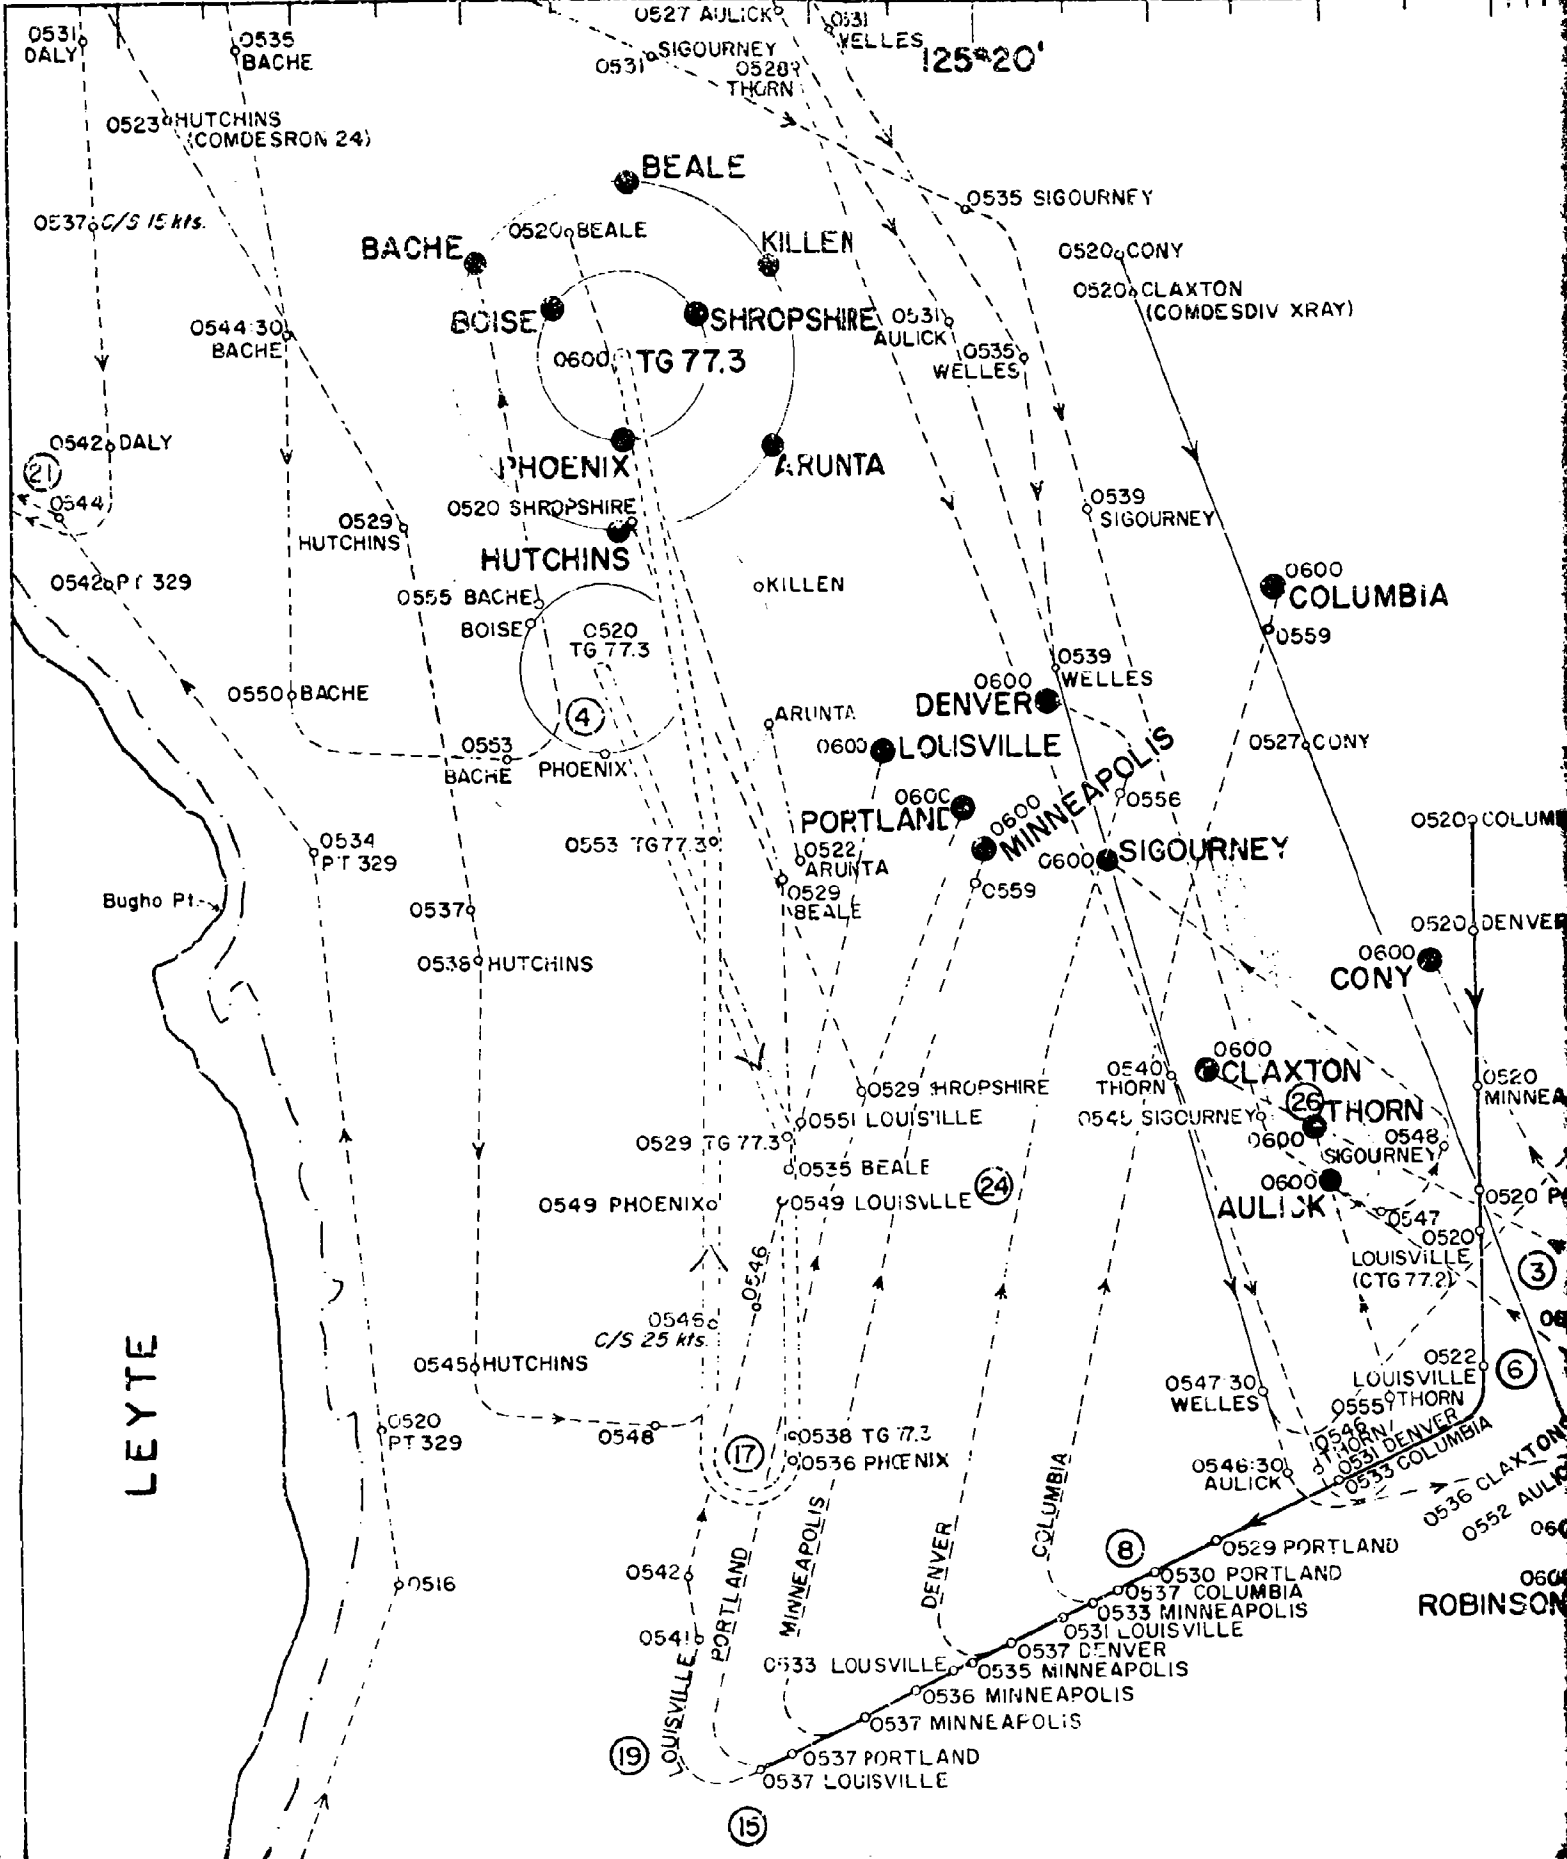 0527 AULICK
0531
DALY
0535
BACHE
0531
WELLES
SIGOURNEY
0531
0528
THORN
125°20'
0523 HUTCHINS
(COMDESRON 24)
BEALE
0535 SIGOURNEY
0537 C/S 15 kts.
0520 BEALE
BACHE
KILLEN
0520 CONY
0520 CLAXTON
(COMDESDIV XRAY)
BOISE
SHROPSHIRE
0531
AULICK
0544:30
BACHE
0600 TG 77.3
0535
WELLES
0542 DALY
21
0544
PHOENIX
ARUNTA
0520 SHROPSHIRE
0529
HUTCHINS
0539
SIGOURNEY
HUTCHINS
0542 PT 329
KILLEN
0600
COLUMBIA
0555 BACHE
BOISE
0520
TG 77.3
0559
0539
WELLES
0550 BACHE
0600
DENVER
4
ARUNTA
0553
BACHE
PHOENIX
0600 LOUISVILLE
0527 CONY
0600
PORTLAND
0600
MINNEAPOLIS
0556
0534
PT 329
0553 TG 77.3
0522
ARUNTA
0600 SIGOURNEY
0520 COLUM
0529
BEALE
0559
Bugho Pt.
0537
0520 DENVER
0538 HUTCHINS
0600
CONY
0600
CLAXTON
0540
THORN
0529 SHROPSHIRE
0520
MINNEA
26
THORN
0551 LOUISVILLE
0545 SIGOURNEY
0600
0548
SIGOURNEY
0529 TG 77.3
0535 BEALE
24
0600
AULICK
0549 PHOENIX
0549 LOUISVLLE
0520 PO
0547
0520
LOUISVILLE
(CTG 77.2)
3
0546
0546
C/S 25 kts.
LEYTE
0545 HUTCHINS
0522
LOUISVILLE
6
0547:30
WELLES
THORN
0555
0520
PT 329
0548
0538 TG 77.3
17
0536 PHOENIX
0546
THORN
0531 DENVER
0533 COLUMBIA
0546:30
AULICK
0536 CLAXTON
0552 AULICK
COLUMBIA
MINNEAPOLIS
DENVER
PORTLAND
8
0529 PORTLAND
0516
0542
0530 PORTLAND
0537 COLUMBIA
0533 MINNEAPOLIS
ROBINSON
0531 LOUISVILLE
0541
0537 DENVER
0533 LOUSVILLE
0535 MINNEAPOLIS
0536 MINNEAPOLIS
0537 MINNEAPOLIS
LOUISVILLE
19
0537 PORTLAND
0537 LOUISVILLE
15